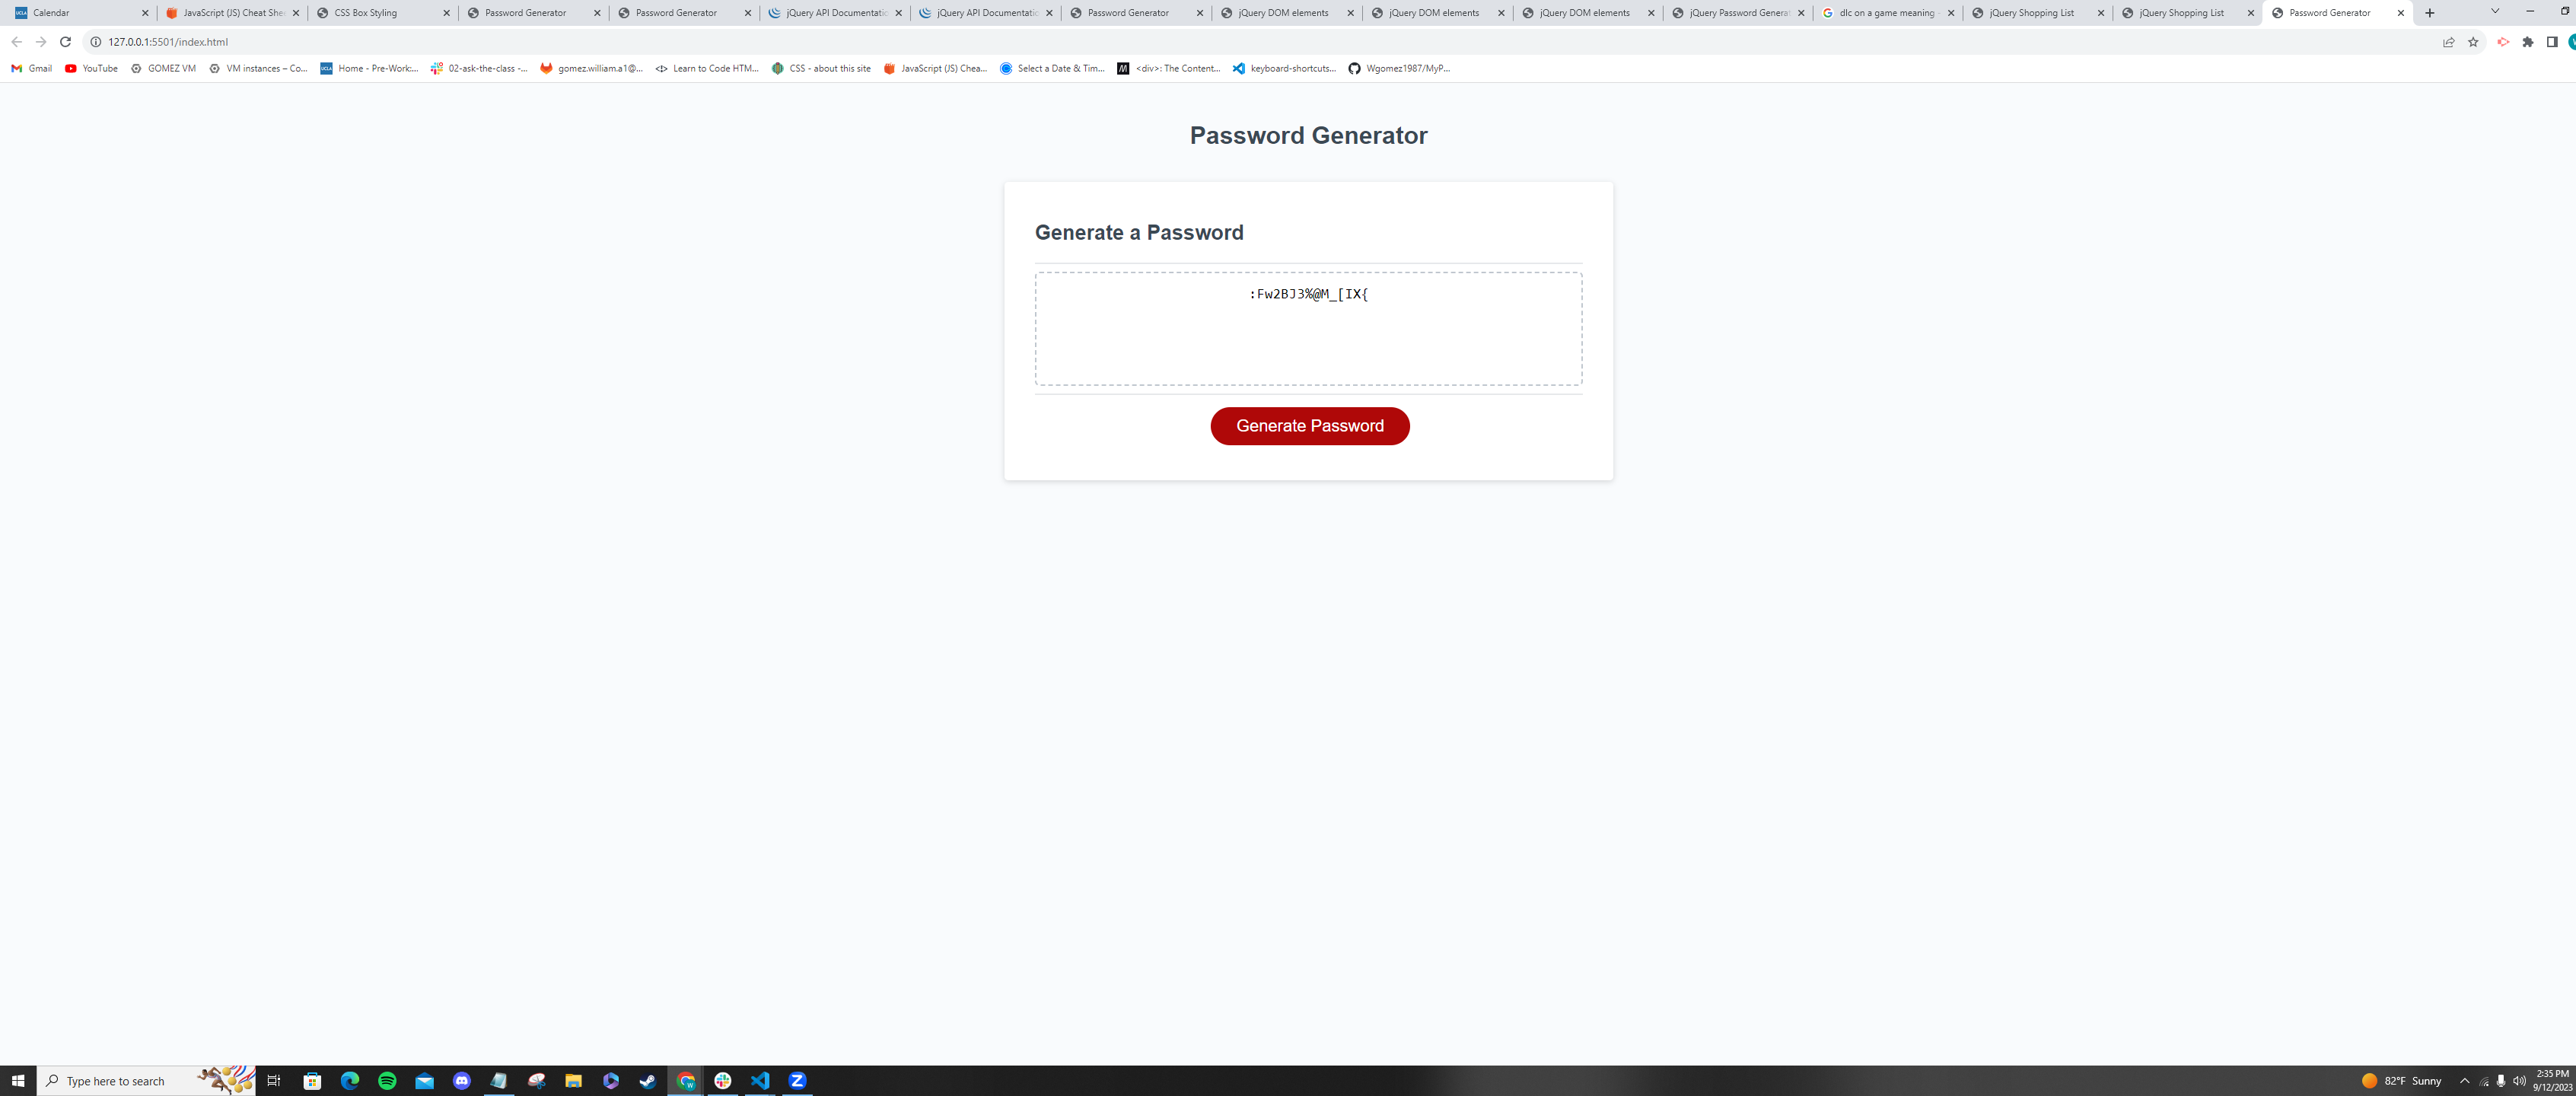 Calendar
JavaScript (JS) Cheat She
CSS Box Styling
Password Generator
Password Generator
jQuery API Documentatio
jQuery API Documentatio
Password Generator
jQuery DOM elements
jQuery DOM elements
jQuery DOM elements
jQuery Password Generat
dlc on a game meaning -
jQuery Shopping List
jQuery Shopping List
Password Generator
127.0.0.1:5501/index.html
Gmail
YouTube
GOMEZ VM
VM instances – Co...
Home - Pre-Work:...
02-ask-the-class -...
gomez.william.a1@...
Learn to Code HTM...
CSS - about this site
JavaScript (JS) Chea...
Select a Date & Tim...
<div>: The Content...
keyboard-shortcuts...
Wgomez1987/MyP...
Password Generator
Generate a Password
:Fw2BJ3%@M_[IX{
Generate Password
Type here to search
82°F Sunny
2:35 PM
9/12/2023